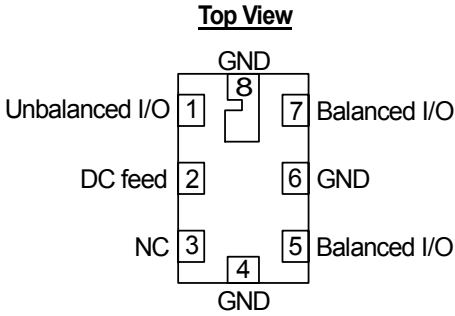 Top View
GND
8
Unbalanced I/O 1 7 Balanced I/O
DC feed 2 6 GND
NC 3 5 Balanced I/O
4
GND